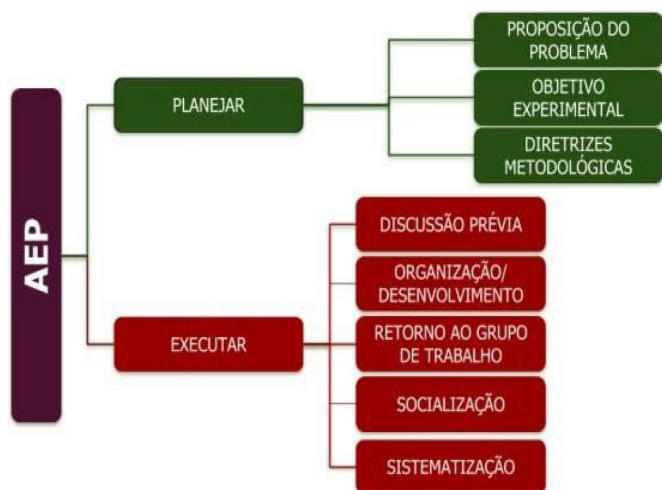 AEP
PLANEJAR
PROPOSIÇÃO DO
PROBLEMA
OBJETIVO
EXPERIMENTAL
DIRETRIZES
METODOLÓGICAS
EXECUTAR
DISCUSSÃO PRÉVIA
ORGANIZAÇÃO/
DESENVOLVIMENTO
RETORNO AO GRUPO
DE TRABALHO
SOCIALIZAÇÃO
SISTEMATIZAÇÃO